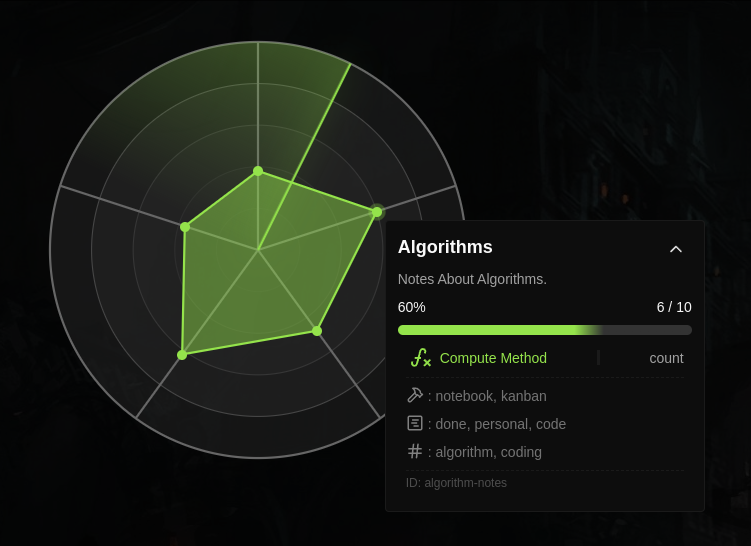 Algorithms
Notes About Algorithms.
60% 6 / 10
Compute Method count
: notebook, kanban
: done, personal, code
: algorithm, coding
ID: algorithm-notes